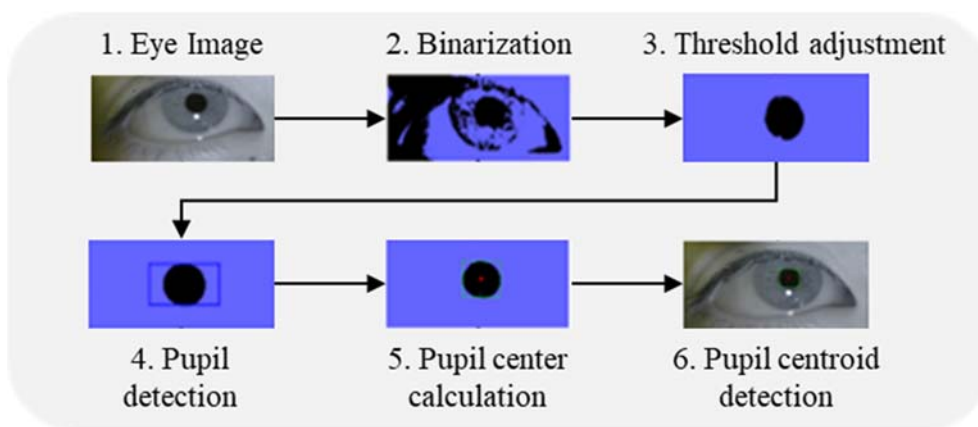 1. Eye Image
2. Binarization
3. Threshold adjustment
4. Pupil
detection
5. Pupil center
calculation
6. Pupil centroid
detection